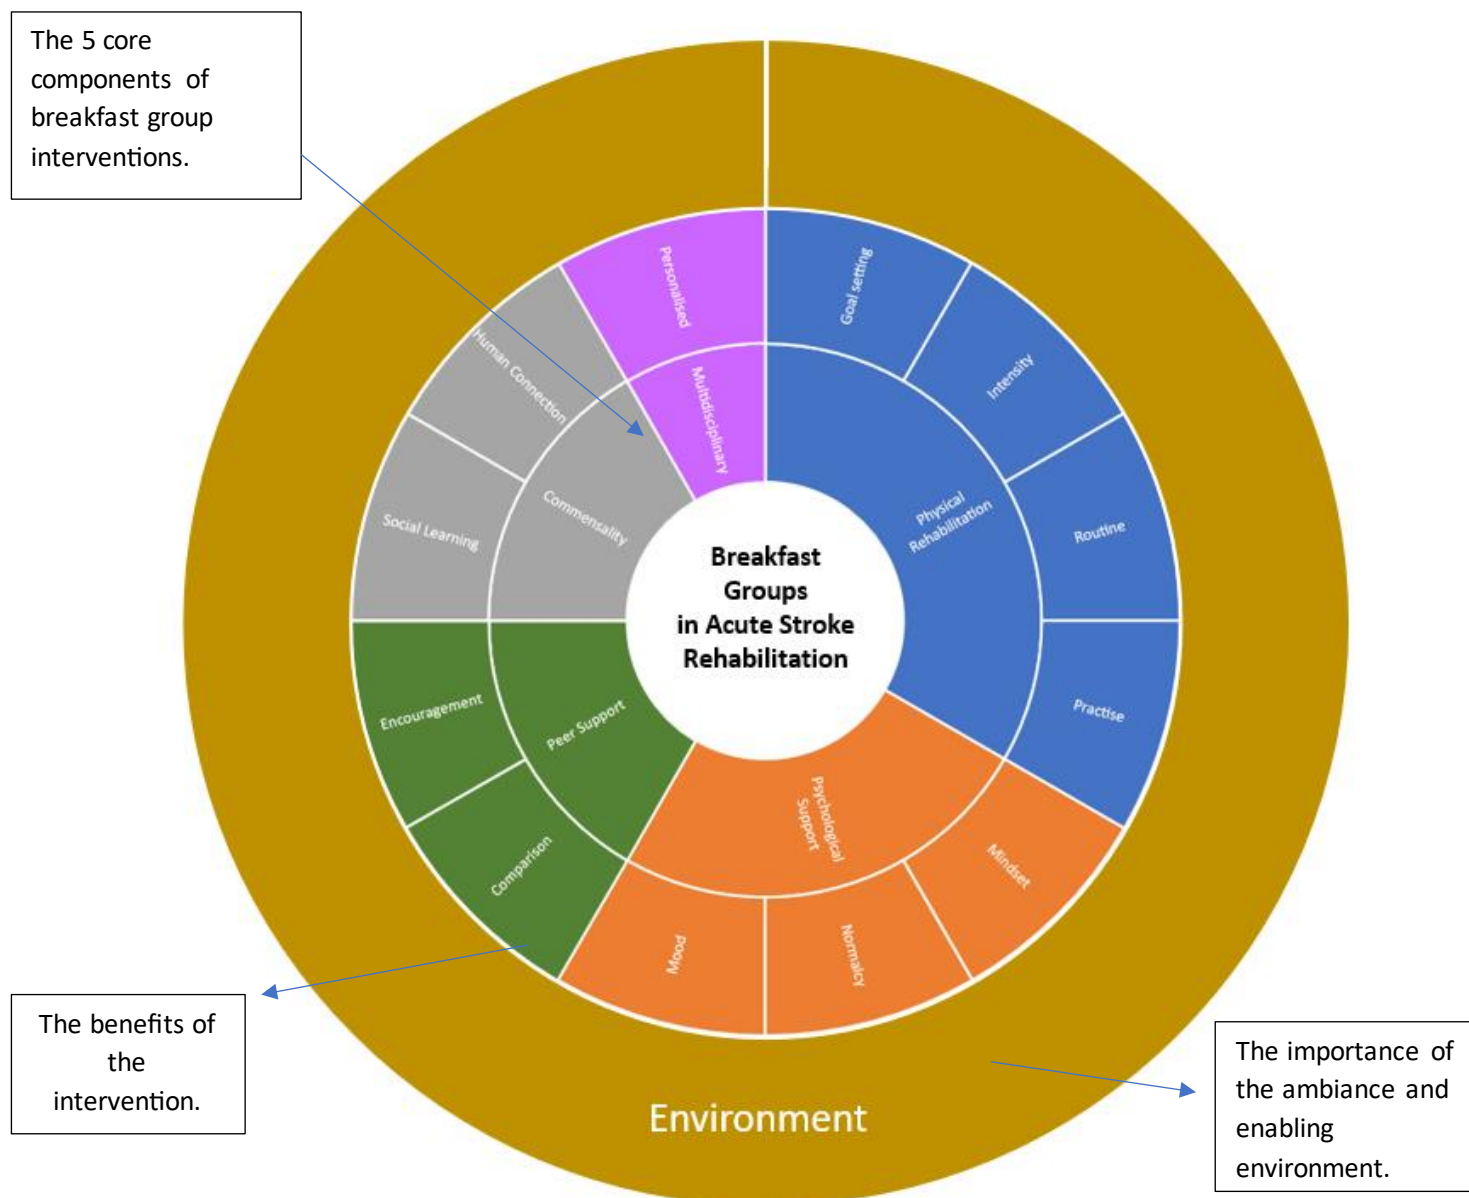 The 5 core
components of
breakfast group
interventions.
Personalised
Multidisciplinary
Goal setting
Intensity
Routine
Practise
Physical
Rehabilitation
Human Connection
Social Learning
Commensality
Breakfast
Groups
in Acute Stroke
Rehabilitation
Encouragement
Comparison
Peer Support
Psychological
Support
Mindset
Normalcy
Mood
The benefits of
the
intervention.
Environment
The importance of
the ambiance and
enabling
environment.